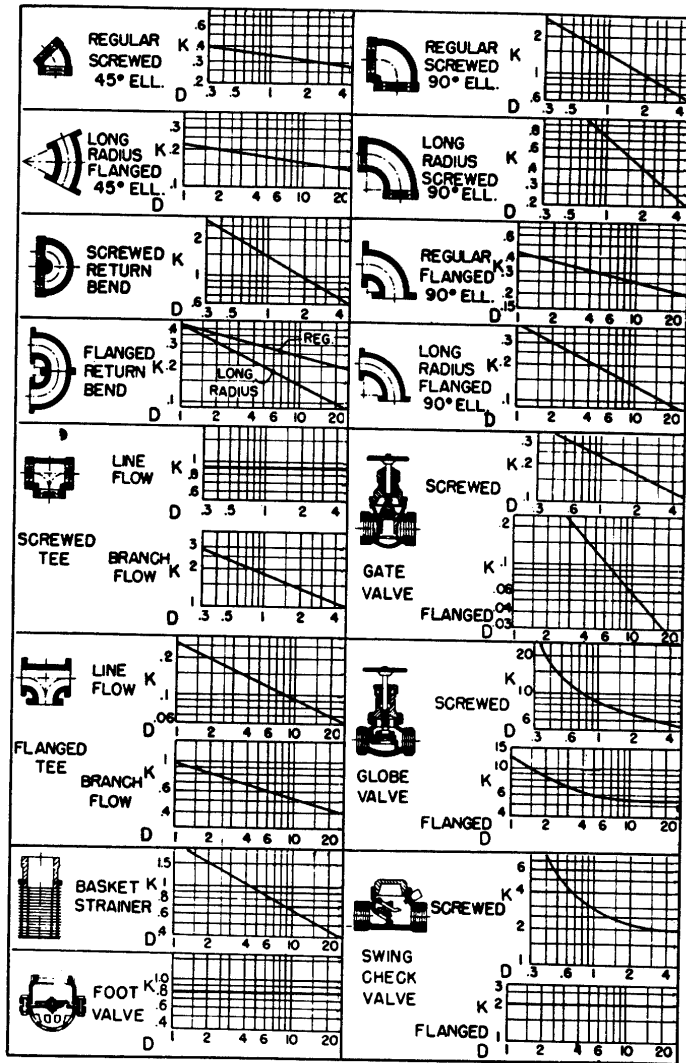 REGULAR
SCREWED
45° ELL.
K
.6
.4
.3
.2
D .3 .5 1 2 4
REGULAR
SCREWED
90° ELL.
K
2
1
.6
D .3 .5 1 2 4
LONG
RADIUS
FLANGED
45° ELL.
K
.3
.2
.1
D 1 2 4 6 10 20
LONG
RADIUS
SCREWED
90° ELL.
K
.8
.6
.4
.3
.2
D .3 .5 1 2 4
SCREWED
RETURN
BEND
K
2
1
.6
D .3 .5 1 2 4
REGULAR
FLANGED
90° ELL.
K
.6
.4
.3
.2
.15
D 1 2 4 6 10 20
FLANGED
RETURN
BEND
K
.4
.3
.2
.1
REG.
LONG
RADIUS
D 1 2 4 6 10 20
LONG
RADIUS
FLANGED
90° ELL.
K
.3
.2
.1
D 1 2 4 6 10 20
SCREWED
TEE
LINE
FLOW
K
1
.8
.6
D .3 .5 1 2 4
BRANCH
FLOW
K
3
2
1
D .3 .5 1 2 4
GATE
VALVE
SCREWED
K
.3
.2
.1
D .3 .6 1 2 4
FLANGED
K
.2
.1
.06
.04
.03
D 1 2 4 6 10 20
FLANGED
TEE
LINE
FLOW
K
.2
.1
.06
D 1 2 4 6 10 20
BRANCH
FLOW
K
1
.6
.4
D 1 2 4 6 10 20
GLOBE
VALVE
SCREWED
K
20
10
6
D .3 .6 1 2 4
FLANGED
K
15
10
6
4
D 1 2 4 6 10 20
BASKET
STRAINER
K
1.5
1
.8
.6
.4
D 1 2 4 6 10 20
SWING
CHECK
VALVE
SCREWED
K
6
4
2
1
D .3 .6 1 2 4
FLANGED
K
3
2
1
D 1 2 4 6 10 20
FOOT
VALVE
K
1.0
.8
.6
.4
D 1 2 4 6 10 20